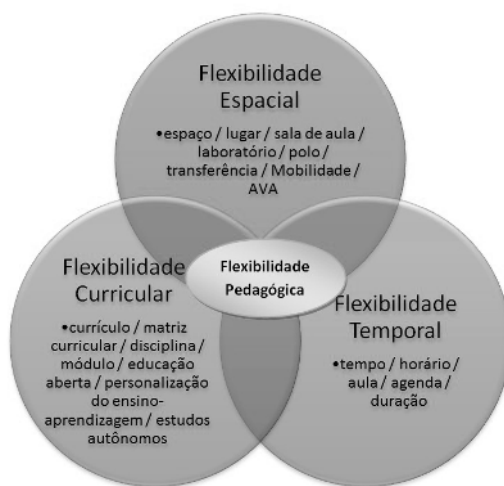 Flexibilidade
Espacial
•espaço / lugar / sala de aula /
laboratório / polo /
transferência / Mobilidade /
AVA
Flexibilidade
Pedagógica
Flexibilidade
Curricular
•currículo / matriz
curricular / disciplina /
módulo / educação
aberta / personalização
do ensino-
aprendizagem / estudos
autônomos
Flexibilidade
Temporal
•tempo / horário /
aula / agenda /
duração